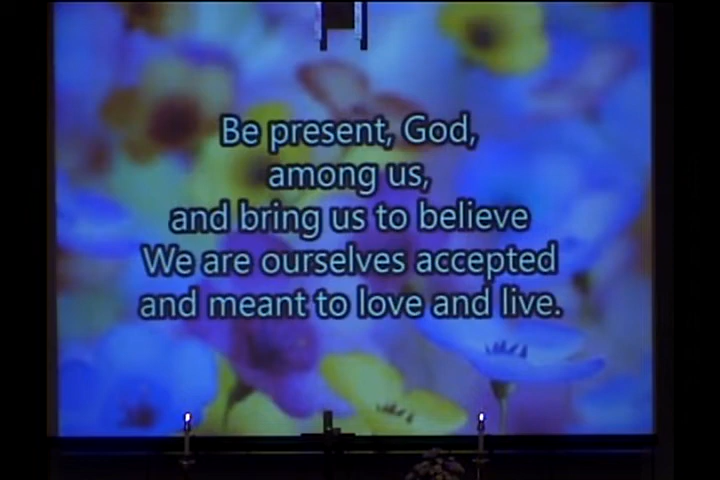 Be present, God,
among us,
and bring us to believe
We are ourselves accepted
and meant to love and live.